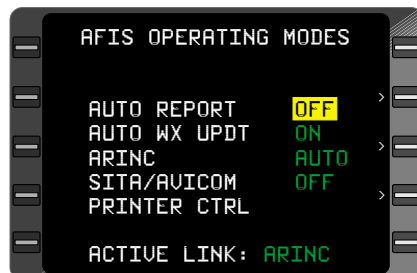 AFIS OPERATING MODES
AUTO REPORT OFF >
AUTO WX UPDT ON
ARINC AUTO >
SITA/AVICOM OFF >
PRINTER CTRL
ACTIVE LINK: ARINC